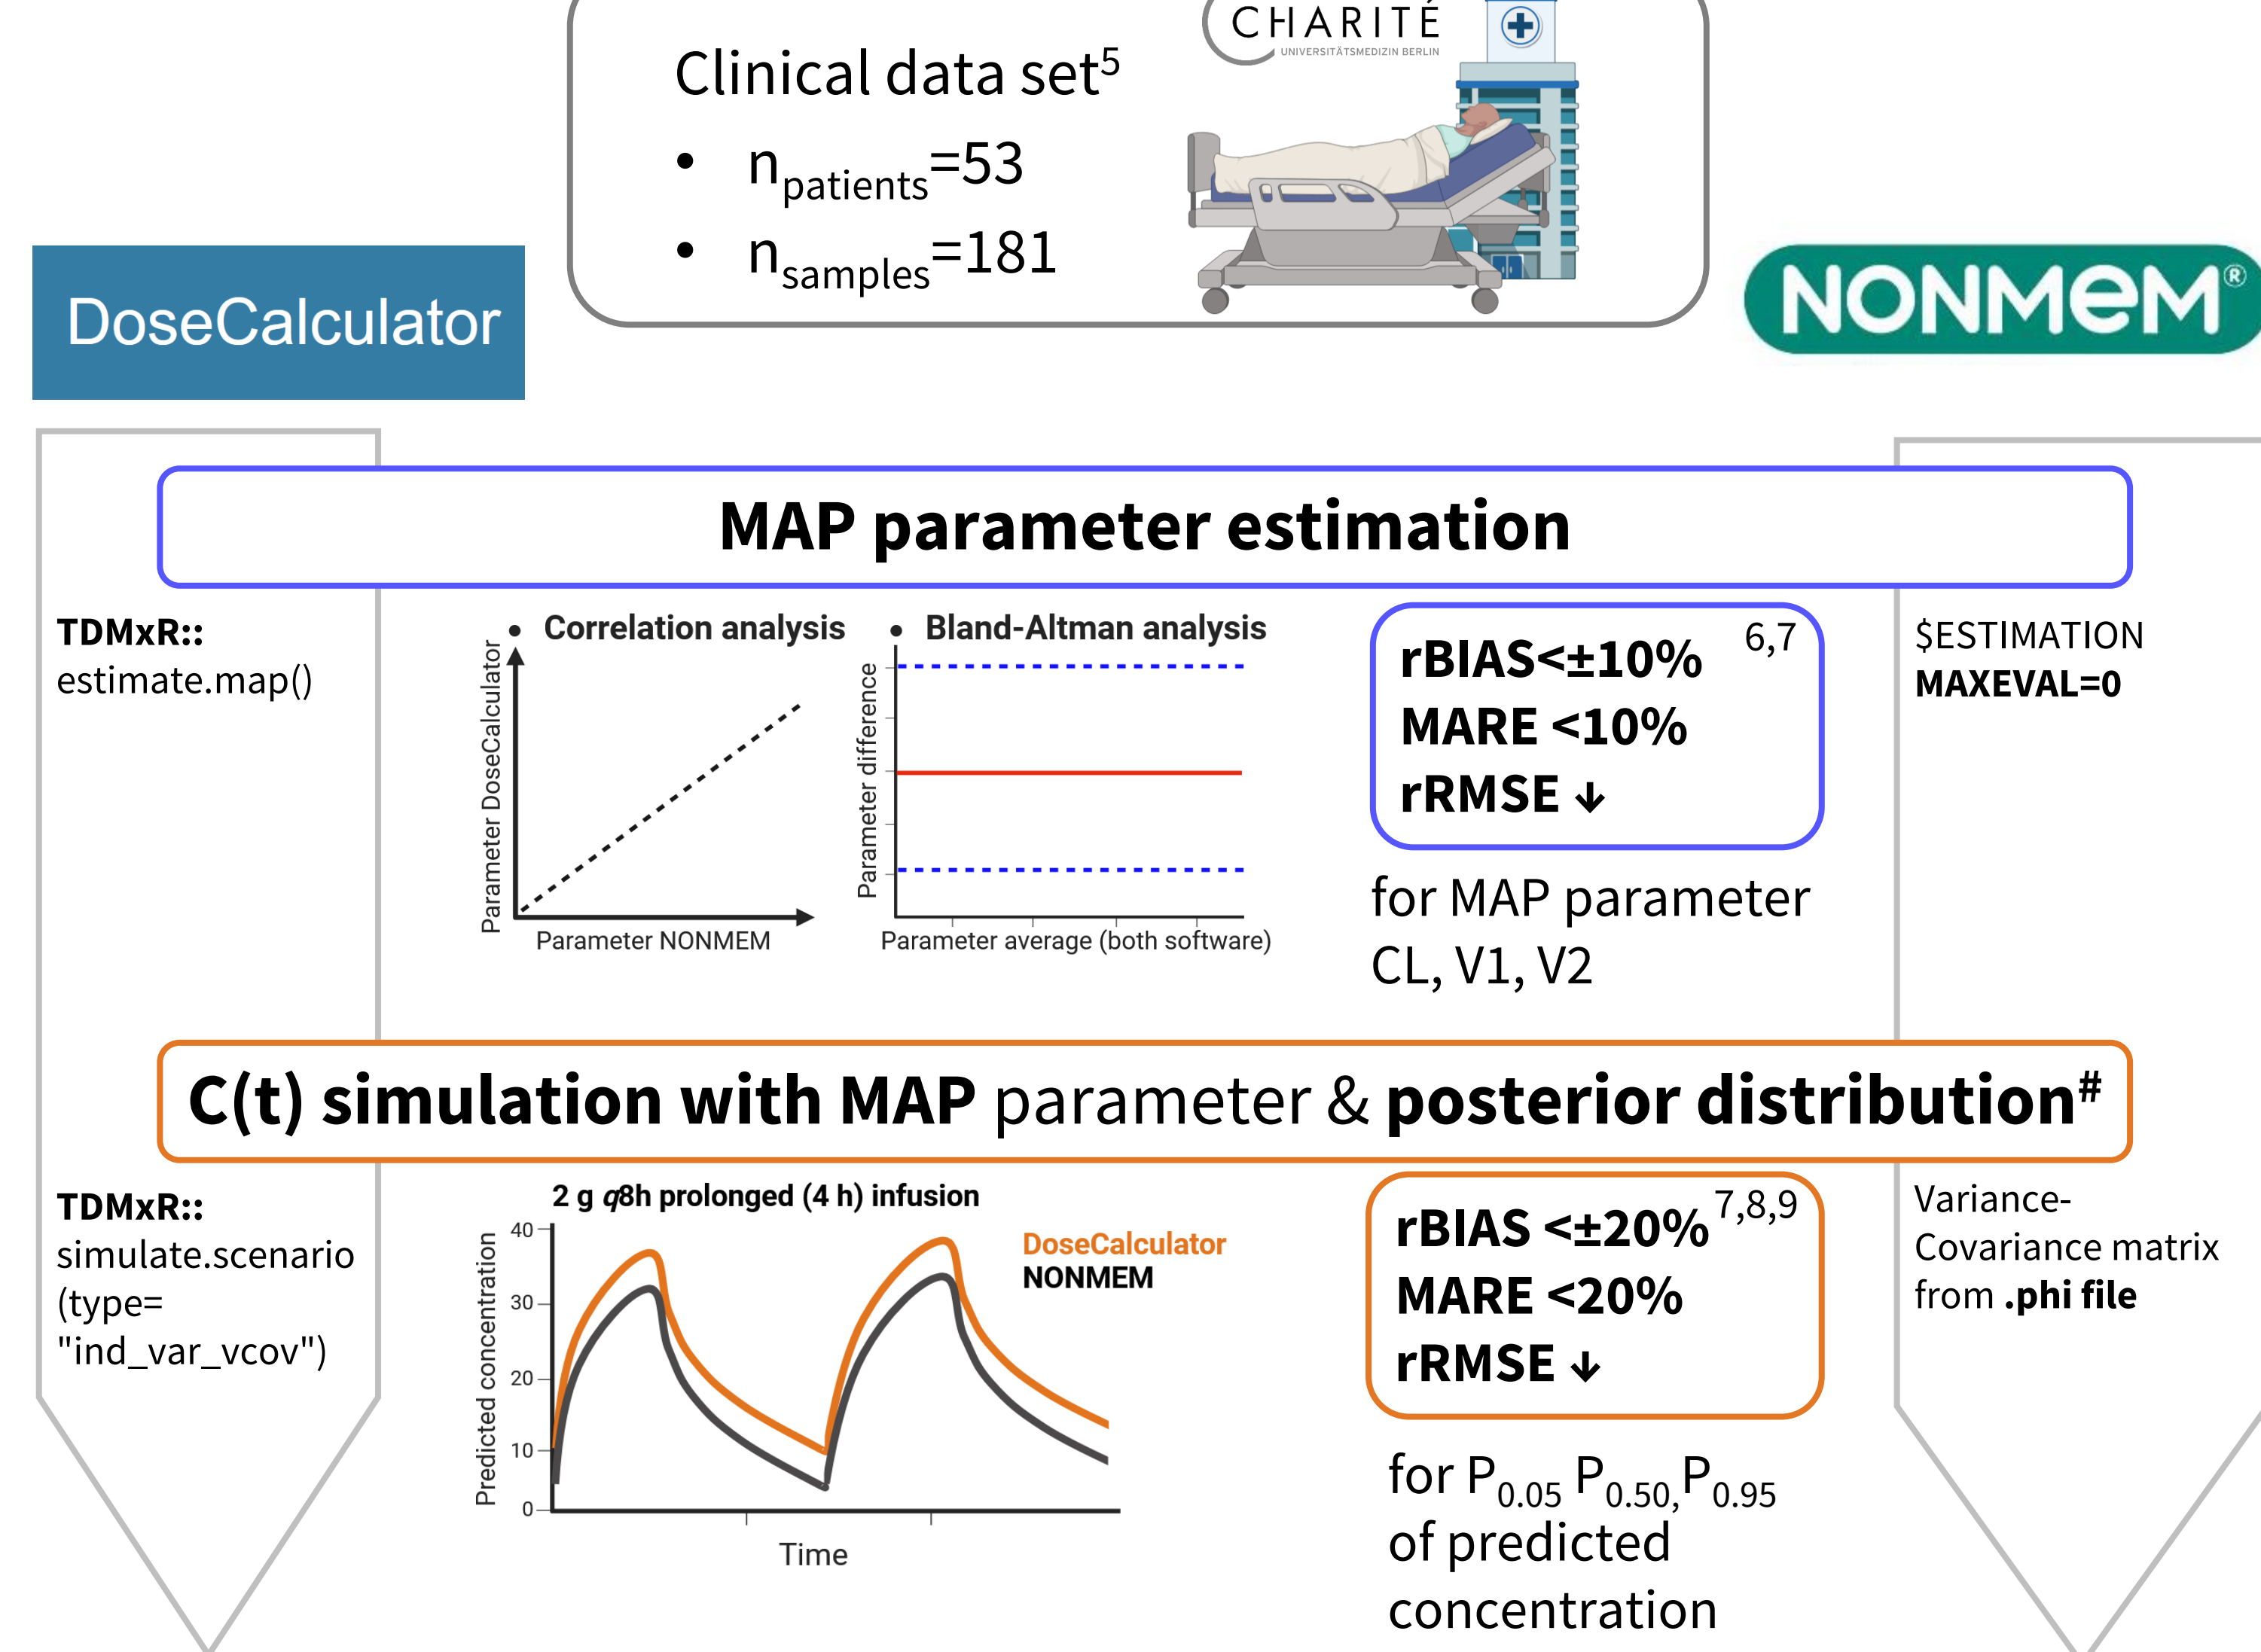 CHARITÉ
UNIVERSITÄTSMEDIZIN BERLIN
Clinical data set5
• npatients=53
• nsamples=181
DoseCalculator
NONMEM®
MAP parameter estimation
TDMxR::
estimate.map()
• Correlation analysis
Parameter DoseCalculator
Parameter NONMEM
• Bland-Altman analysis
Parameter difference
Parameter average (both software)
rBIAS<±10% 6,7
MARE <10%
rRMSE ↓
for MAP parameter
CL, V1, V2
$ESTIMATION
MAXEVAL=0
C(t) simulation with MAP parameter & posterior distribution#
TDMxR::
simulate.scenario
(type=
"ind_var_vcov")
2 g q8h prolonged (4 h) infusion
Predicted concentration
40
30
20
10
0
Time
DoseCalculator
NONMEM
rBIAS <±20% 7,8,9
MARE <20%
rRMSE ↓
for P0.05 P0.50,P0.95
of predicted
concentration
Variance-
Covariance matrix
from .phi file